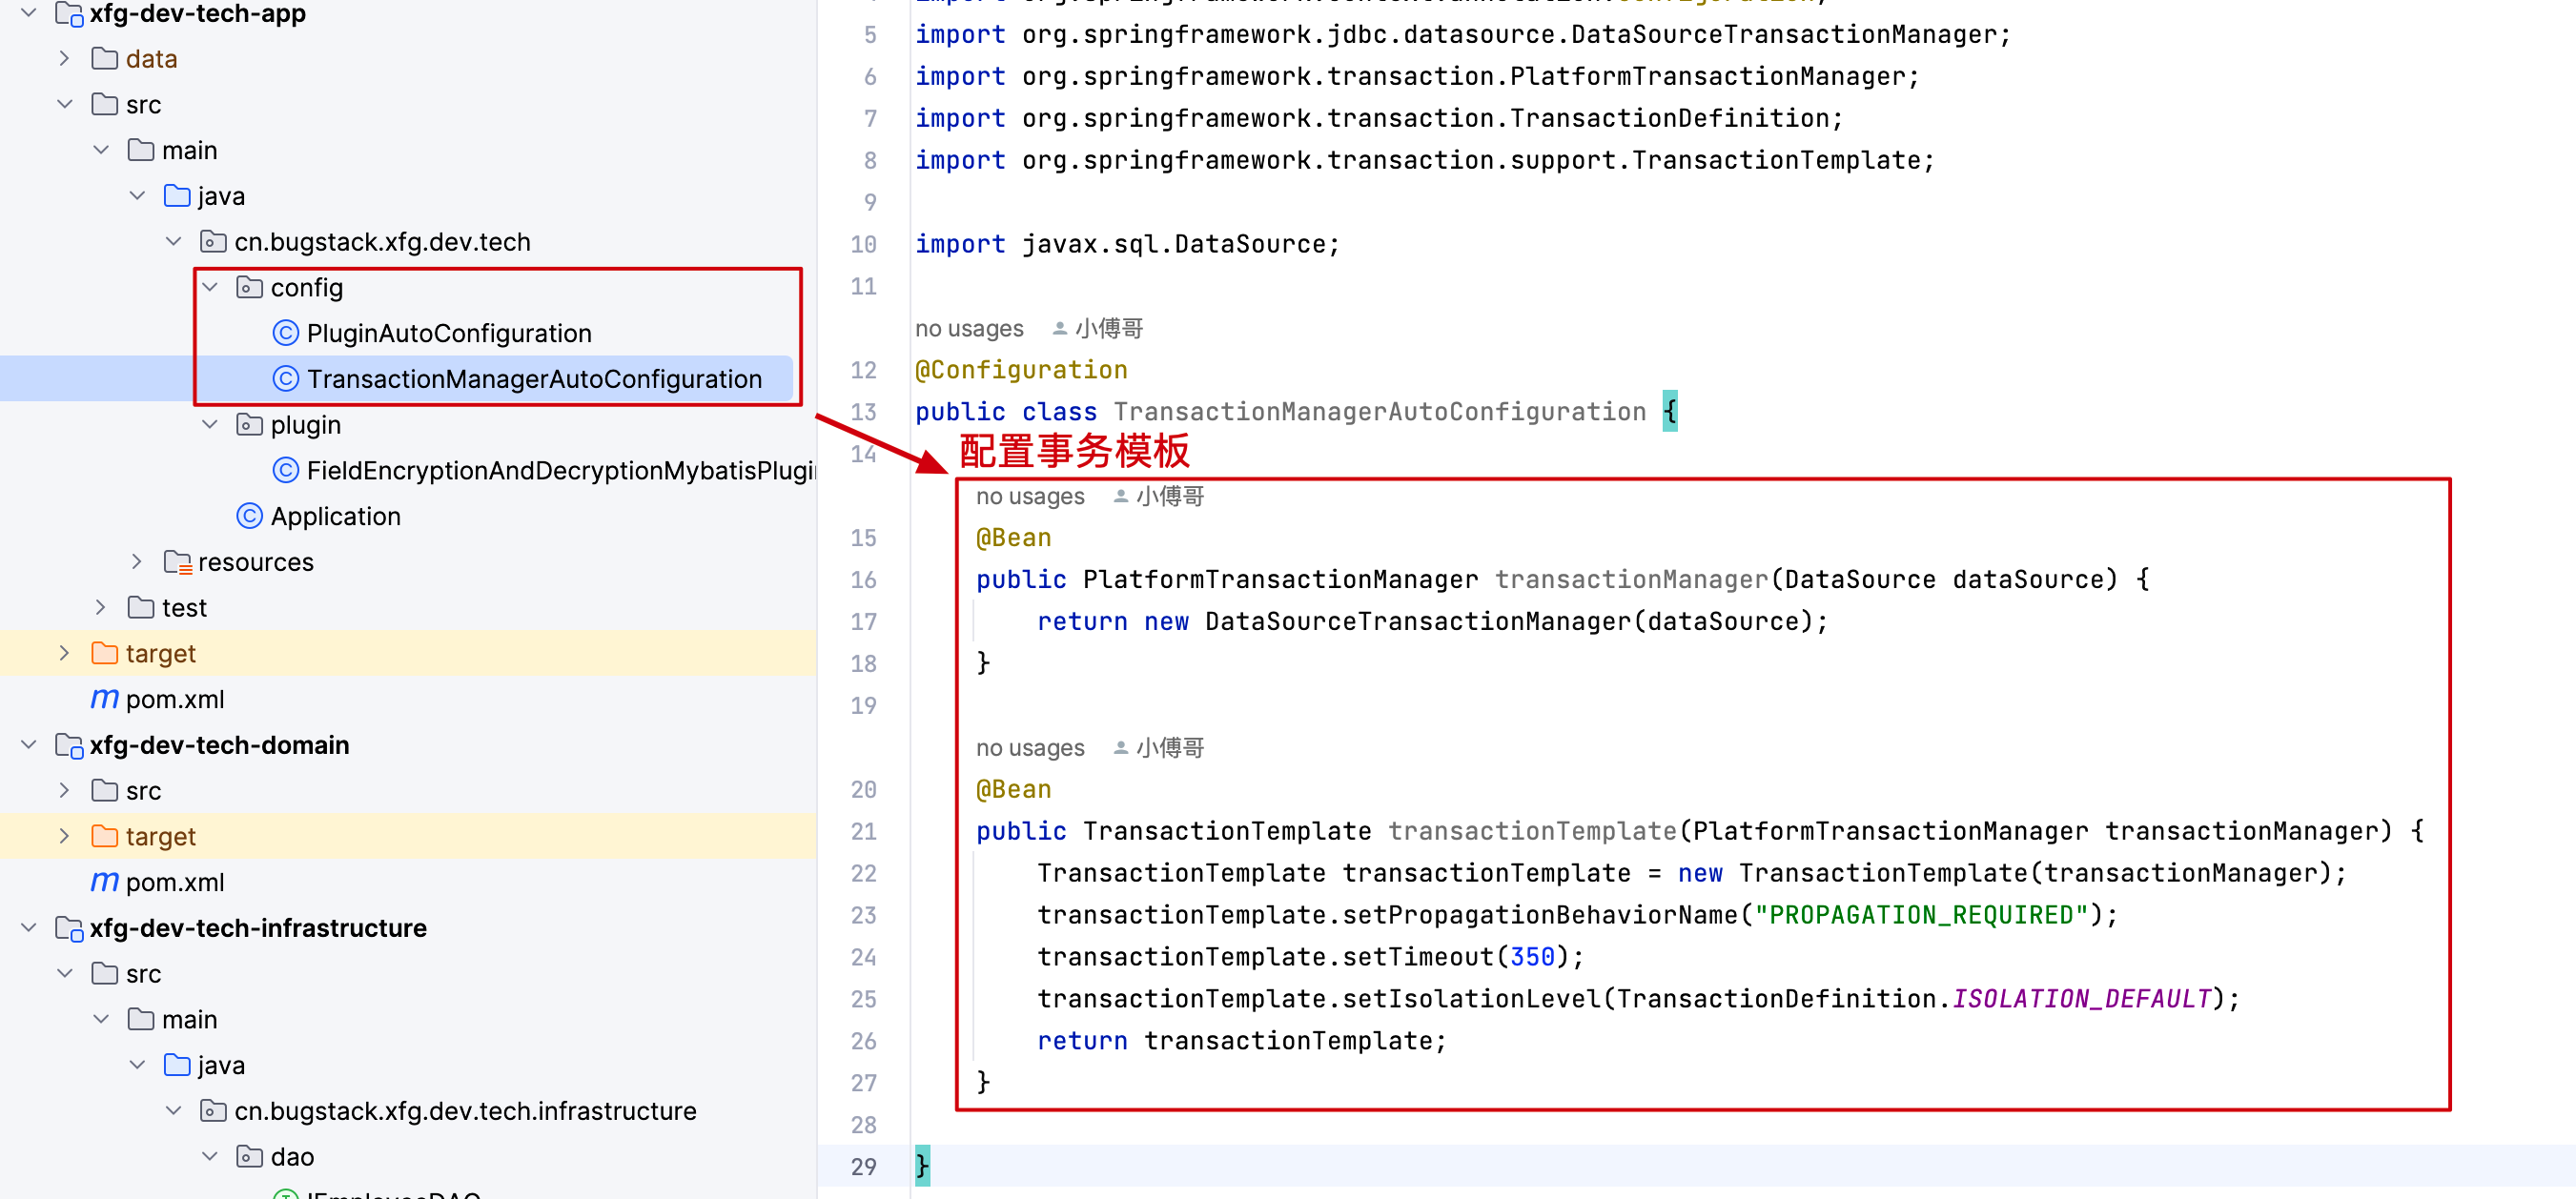 xfg-dev-tech-app
data
src
main
java
cn.bugstack.xfg.dev.tech
config
PluginAutoConfiguration
TransactionManagerAutoConfiguration
plugin
FieldEncryptionAndDecryptionMybatisPlugi
Application
resources
test
target
pom.xml
xfg-dev-tech-domain
src
target
pom.xml
xfg-dev-tech-infrastructure
src
main
java
cn.bugstack.xfg.dev.tech.infrastructure
dao
IEmployeeDAO
5 import org.springframework.jdbc.datasource.DataSourceTransactionManager;
6 import org.springframework.transaction.PlatformTransactionManager;
7 import org.springframework.transaction.TransactionDefinition;
8 import org.springframework.transaction.support.TransactionTemplate;
9
10 import javax.sql.DataSource;
11
no usages 小傅哥
12 @Configuration
13 public class TransactionManagerAutoConfiguration {
配置事务模板
14
no usages 小傅哥
15 @Bean
16 public PlatformTransactionManager transactionManager(DataSource dataSource) {
17 return new DataSourceTransactionManager(dataSource);
18 }
19
no usages 小傅哥
20 @Bean
21 public TransactionTemplate transactionTemplate(PlatformTransactionManager transactionManager) {
22 TransactionTemplate transactionTemplate = new TransactionTemplate(transactionManager);
23 transactionTemplate.setPropagationBehaviorName("PROPAGATION_REQUIRED");
24 transactionTemplate.setTimeout(350);
25 transactionTemplate.setIsolationLevel(TransactionDefinition.ISOLATION_DEFAULT);
26 return transactionTemplate;
27 }
28
29 }